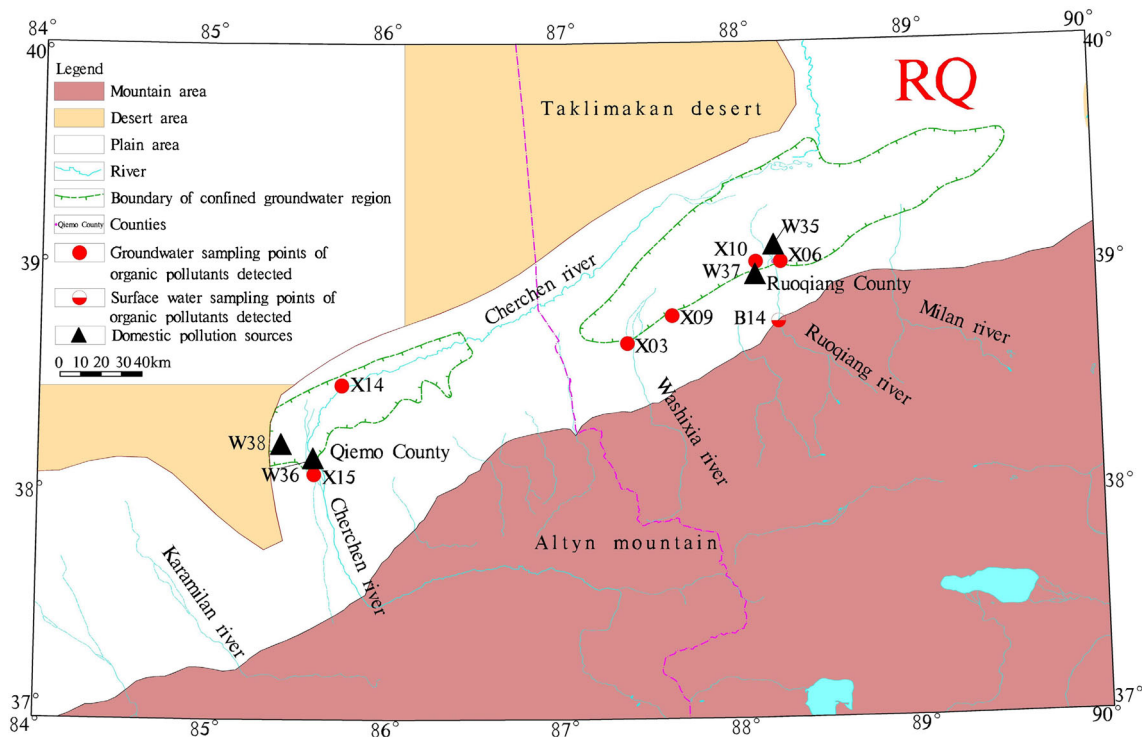 84° 85° 86° 87° 88° 89° 90°
40° 40°
RQ
Legend
Mountain area
Desert area
Plain area
River
Boundary of confined groundwater region
Qiemo County Counties
Groundwater sampling points of
organic pollutants detected
Surface water sampling points of
organic pollutants detected
Domestic pollution sources
0 10 20 30 40km
Taklimakan desert
W35
X10 X06
39° 39°
W37
Ruoqiang County
Cherchen river
X09
B14
Milan river
X03
Ruoqiang river
X14
Washixia river
W38
Qiemo County
W36 X15
38° 38°
Cherchen river
Altyn mountain
Karamilan river
37° 37°
84° 85° 86° 87° 88° 89° 90°